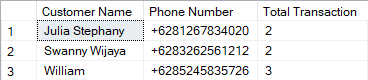 Customer Name Phone Number Total Transaction
1 Julia Stephany +6281267834020 2
2 Swanny Wijaya +6283262561212 2
3 William +6285245835726 3